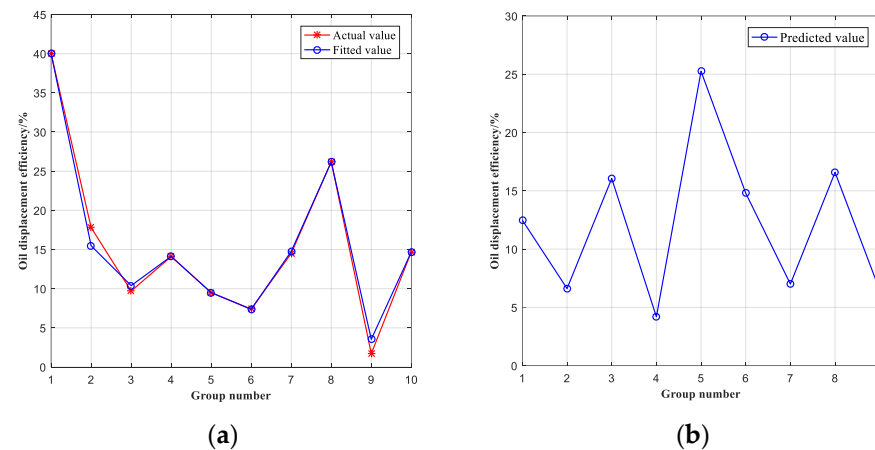 45
40
35
30
25
20
15
10
5
0
Oil displacement efficiency/%
Actual value
Fitted value
1 2 3 4 5 6 7 8 9 10
Group number
(a)
30
25
20
15
10
5
0
Oil displacement efficiency/%
Predicted value
1 2 3 4 5 6 7 8
Group number
(b)